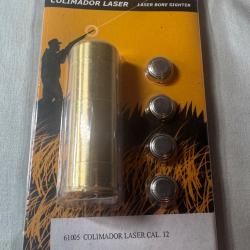 COLIMADOR LASER
LASER BORE SIGHTER
61005 COLIMADOR LASER CAL. 12